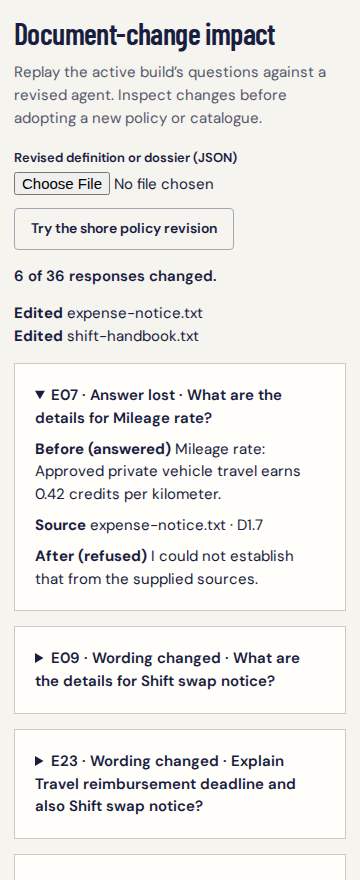 Document-change impact
Replay the active build's questions against a
revised agent. Inspect changes before
adopting a new policy or catalogue.
Revised definition or dossier (JSON)
Choose File No file chosen
Try the shore policy revision
6 of 36 responses changed.
Edited expense-notice.txt
Edited shift-handbook.txt
▼ E07 · Answer lost · What are the
details for Mileage rate?
Before (answered) Mileage rate:
Approved private vehicle travel earns
0.42 credits per kilometer.
Source expense-notice.txt · D1.7
After (refused) I could not establish
that from the supplied sources.
▶ E09 · Wording changed · What are
the details for Shift swap notice?
▶ E23 · Wording changed · Explain
Travel reimbursement deadline and
also Shift swap notice?